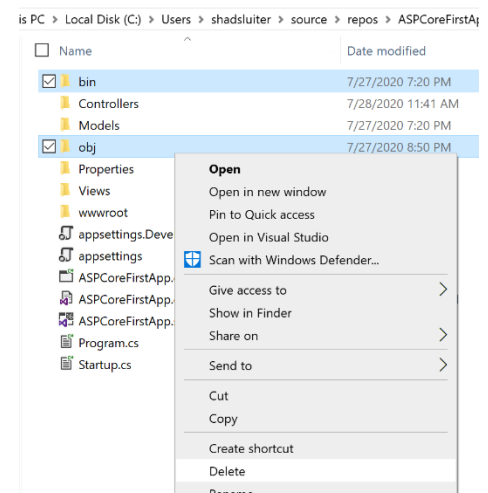 is PC > Local Disk (C:) > Users > shadsluiter > source > repos > ASPCoreFirstAp
Name Date modified
bin 7/27/2020 7:20 PM
Controllers 7/28/2020 11:41 AM
Models 7/27/2020 7:20 PM
obj 7/27/2020 8:50 PM
Properties
Views
wwwroot
appsettings.Deve
appsettings
ASPCoreFirstApp.
ASPCoreFirstApp.
ASPCoreFirstApp.
Program.cs
Startup.cs
Open
Open in new window
Pin to Quick access
Open in Visual Studio
Scan with Windows Defender...
Give access to
Show in Finder
Share on
Send to
Cut
Copy
Create shortcut
Delete
Rename